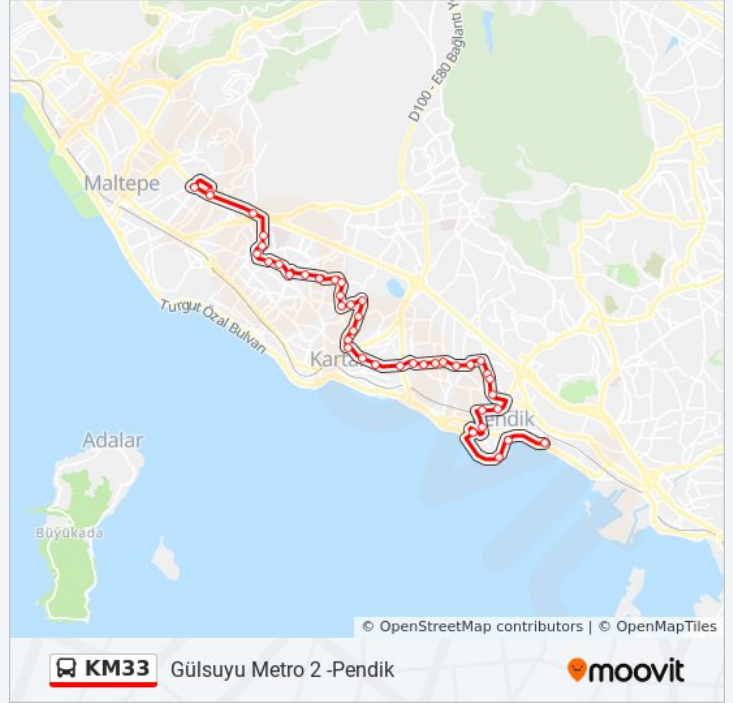 D100 - E80 Bağlantı Y
Maltepe
Turgut Özal Bulvarı
Kartal
Pendik
Adalar
Büyükada
© OpenStreetMap contributors | © OpenMapTiles
KM33 Gülsuyu Metro 2 -Pendik
moovit